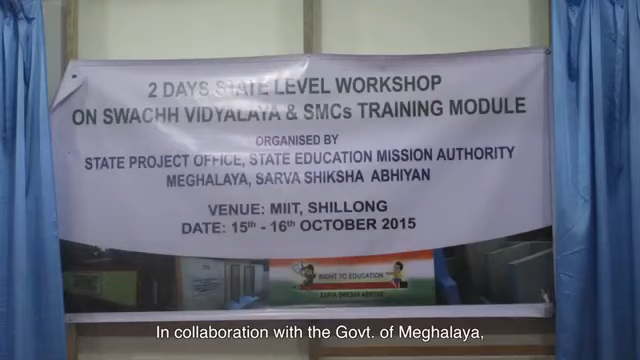 2 DAYS STATE LEVEL WORKSHOP
ON SWACHH VIDYALAYA & SMCs TRAINING MODULE
ORGANISED BY
STATE PROJECT OFFICE, STATE EDUCATION MISSION AUTHORITY
MEGHALAYA, SARVA SHIKSHA ABHIYAN
VENUE: MIIT, SHILLONG
DATE: 15th - 16th OCTOBER 2015
RIGHT TO EDUCATION
SARVA SHIKSHA ABHIYAN
In collaboration with the Govt. of Meghalaya,